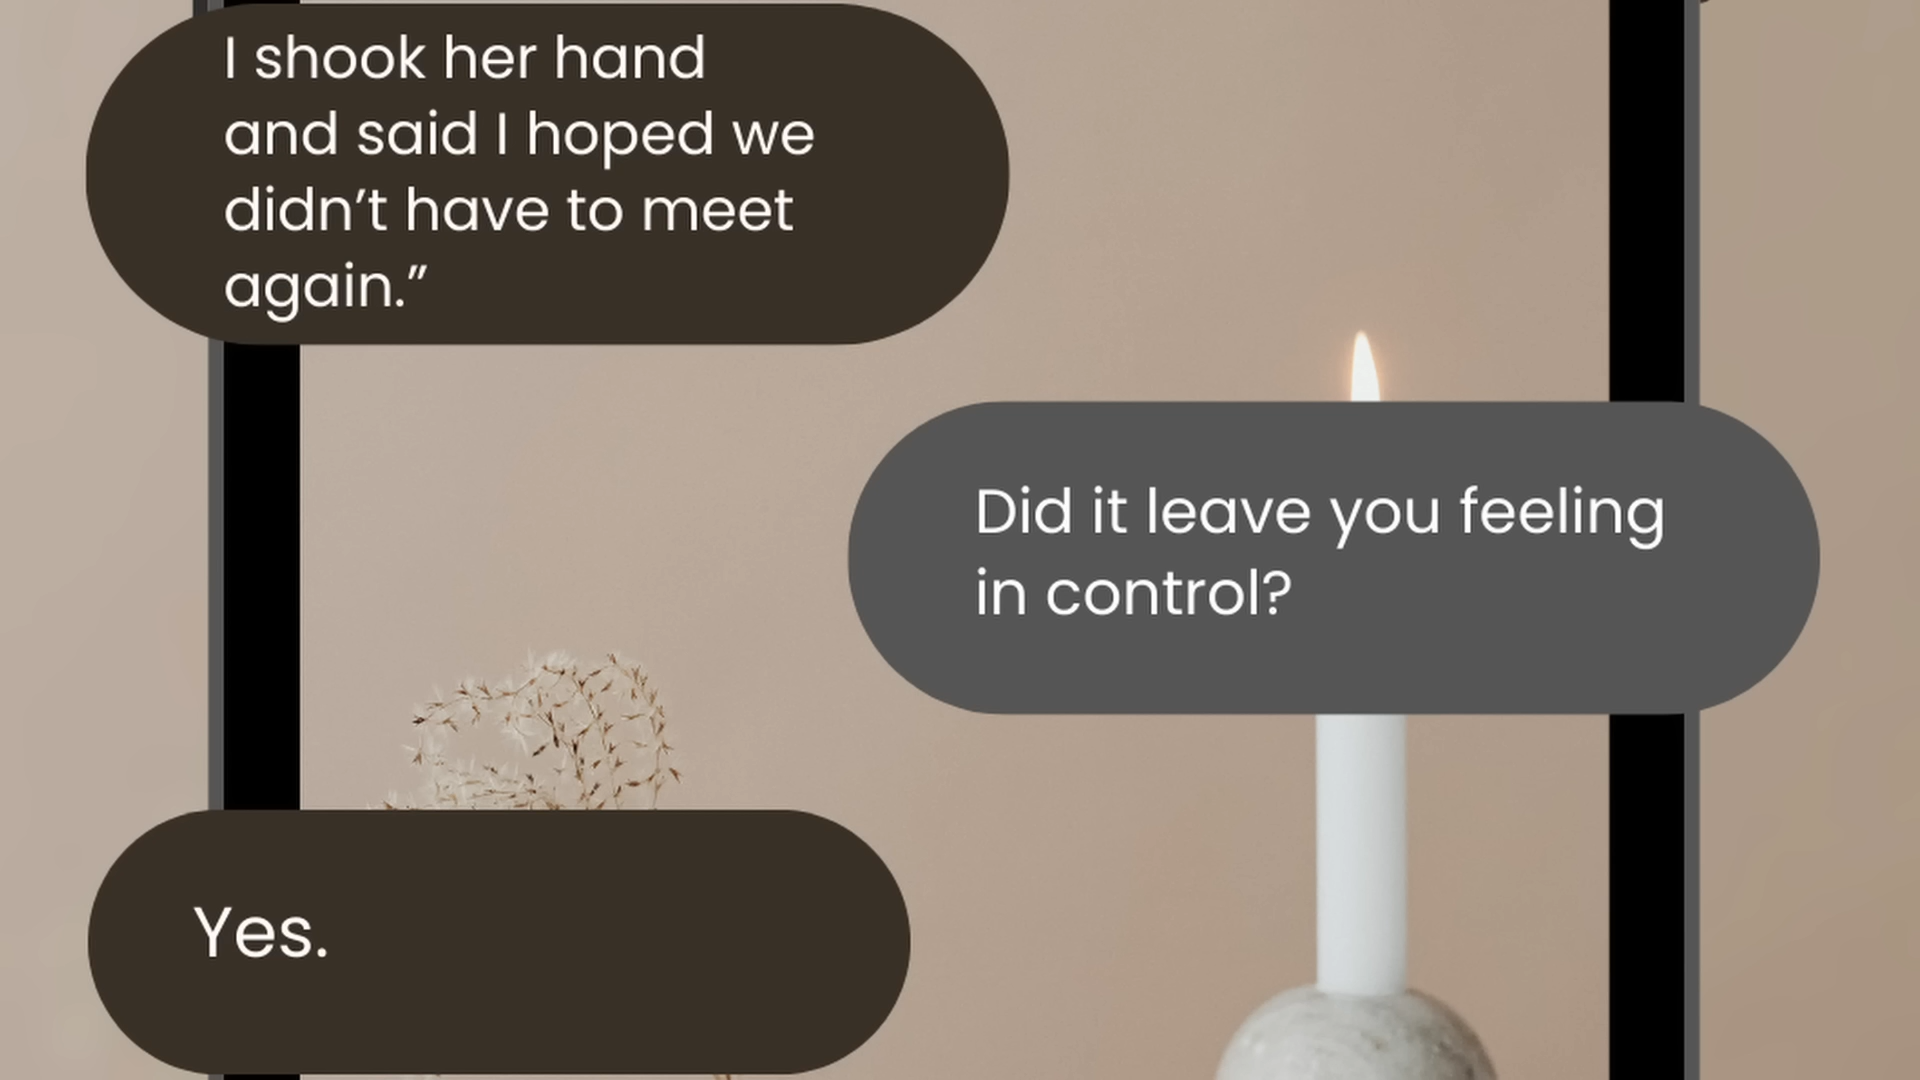 I shook her hand
and said I hoped we
didn’t have to meet
again.”
Did it leave you feeling
in control?
Yes.